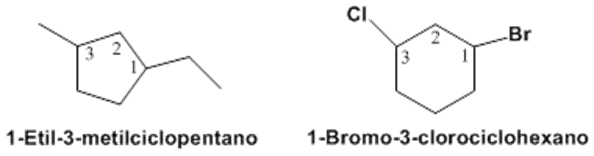 Cl
Br
3 2 1
3 2 1
1-Etil-3-metilciclopentano
1-Bromo-3-clorociclohexano